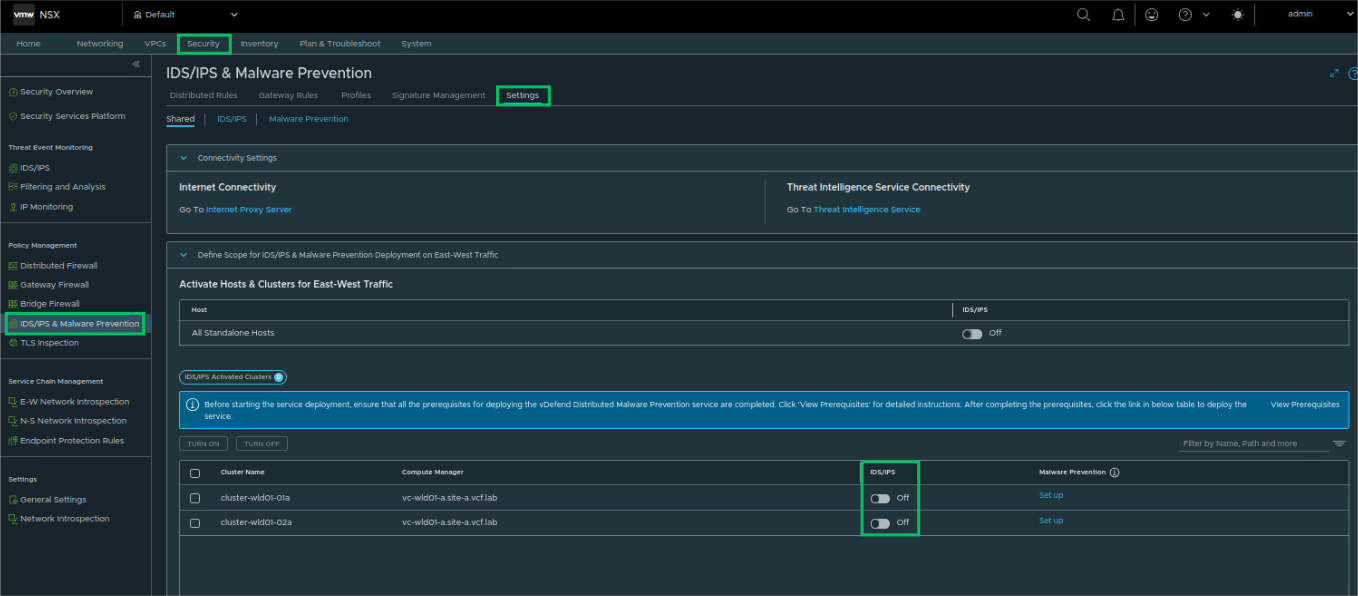 vmw NSX
Default
admin
Home Networking VPCs Security Inventory Plan & Troubleshoot System
Security Overview
Security Services Platform
Threat Event Monitoring
IDS/IPS
Filtering and Analysis
IP Monitoring
Policy Management
Distributed Firewall
Gateway Firewall
Bridge Firewall
IDS/IPS & Malware Prevention
TLS Inspection
Service Chain Management
E-W Network Introspection
N-S Network Introspection
Endpoint Protection Rules
Settings
General Settings
Network Introspection
IDS/IPS & Malware Prevention
Distributed Rules Gateway Rules Profiles Signature Management Settings
Shared IDS/IPS Malware Prevention
Connectivity Settings
Internet Connectivity
Go To Internet Proxy Server
Threat Intelligence Service Connectivity
Go To Threat Intelligence Service
Define Scope for IDS/IPS & Malware Prevention Deployment on East-West Traffic
Activate Hosts & Clusters for East-West Traffic
Host IDS/IPS
All Standalone Hosts Off
IDS/IPS Activated Clusters 0
Before starting the service deployment, ensure that all the prerequisites for deploying the vDefend Distributed Malware Prevention service are completed. Click 'View Prerequisites' for detailed instructions. After completing the prerequisites, click the link in below table to deploy the
service.
View Prerequisites
TURN ON TURN OFF
Filter by Name, Path and more
Cluster Name Compute Manager IDS/IPS Malware Prevention
cluster-wld01-01a vc-wld01-a.site-a.vcf.lab Off Set up
cluster-wld01-02a vc-wld01-a.site-a.vcf.lab Off Set up